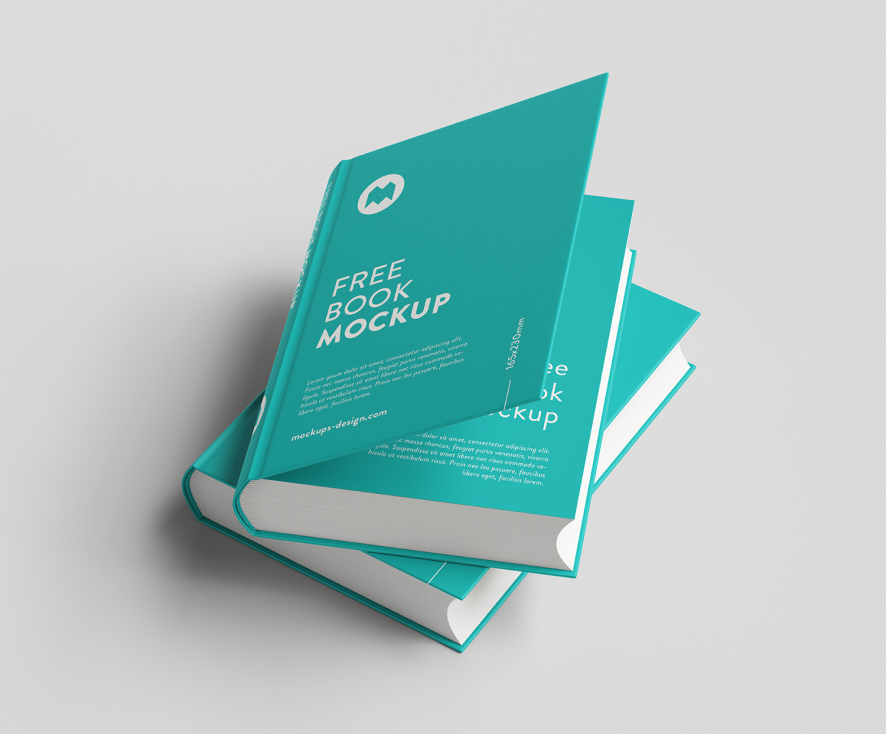 FREE
BOOK
MOCKUP
Lorem ipsum dolor sit amet, consectetur adipiscing elit.
Fusce nec massa rhoncus, feugiat purus venenatis, viverra
ligula. Suspendisse sit amet libero nec risus commodo ve-
hicula ut vestibulum risus. Proin nec leo posuere, faucibus
libero eget, facilisis lorem.
mockups-design.com
165x230mm
ee
ok
ckup
dolor sit amet, consectetur adipiscing elit.
nec massa rhoncus, feugiat purus venenatis, viverra
Suspendisse sit amet libero nec risus commodo ve-
hicula ut vestibulum risus. Proin nec leo posuere, faucibus
libero eget, facilisis lorem.